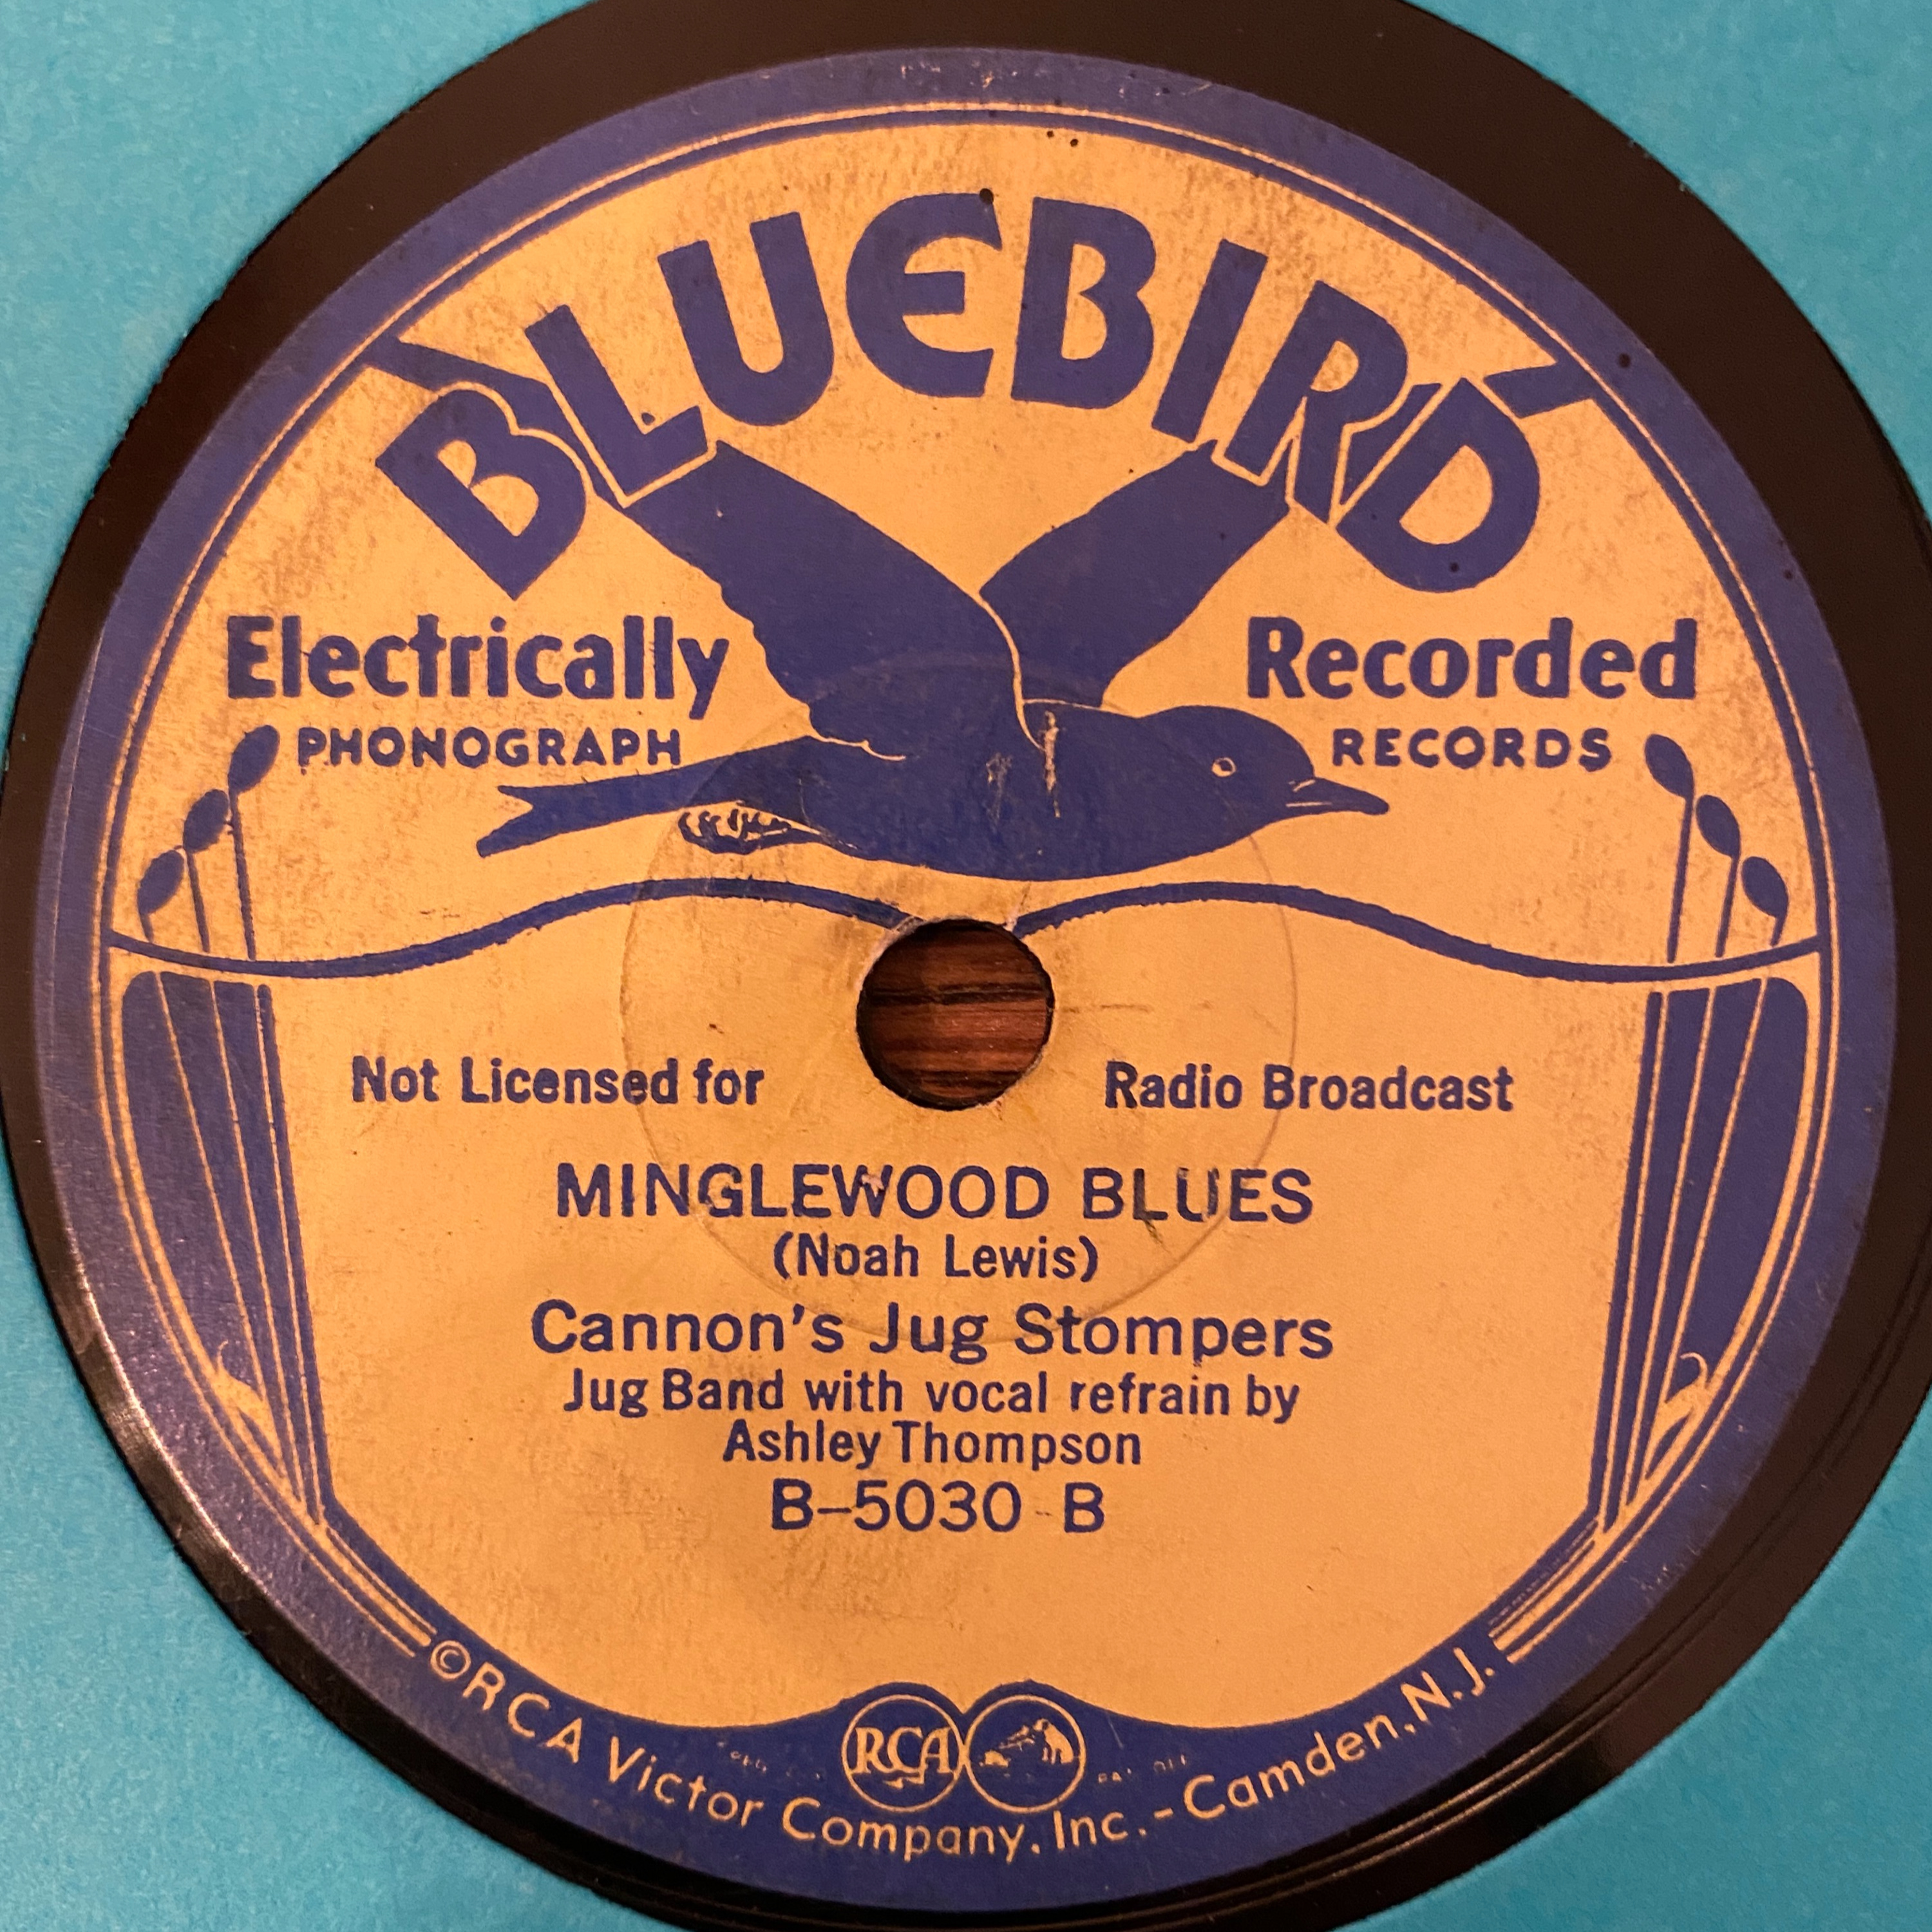 BLUEBIRD
Electrically Recorded
PHONOGRAPH RECORDS
Not Licensed for Radio Broadcast
MINGLEWOOD BLUES
(Noah Lewis)
Cannon's Jug Stompers
Jug Band with vocal refrain by
Ashley Thompson
B-5030-B
RCA
©RCA Victor Company, Inc. - Camden, N.J.